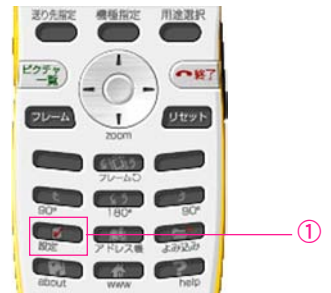 送り先指定 機種指定 用途選択
ピクチャ一覧 終了
フレーム リセット
zoom
フレーム
90° 180° 90°
設定 アドレス帳 よみ込み
①
about www help